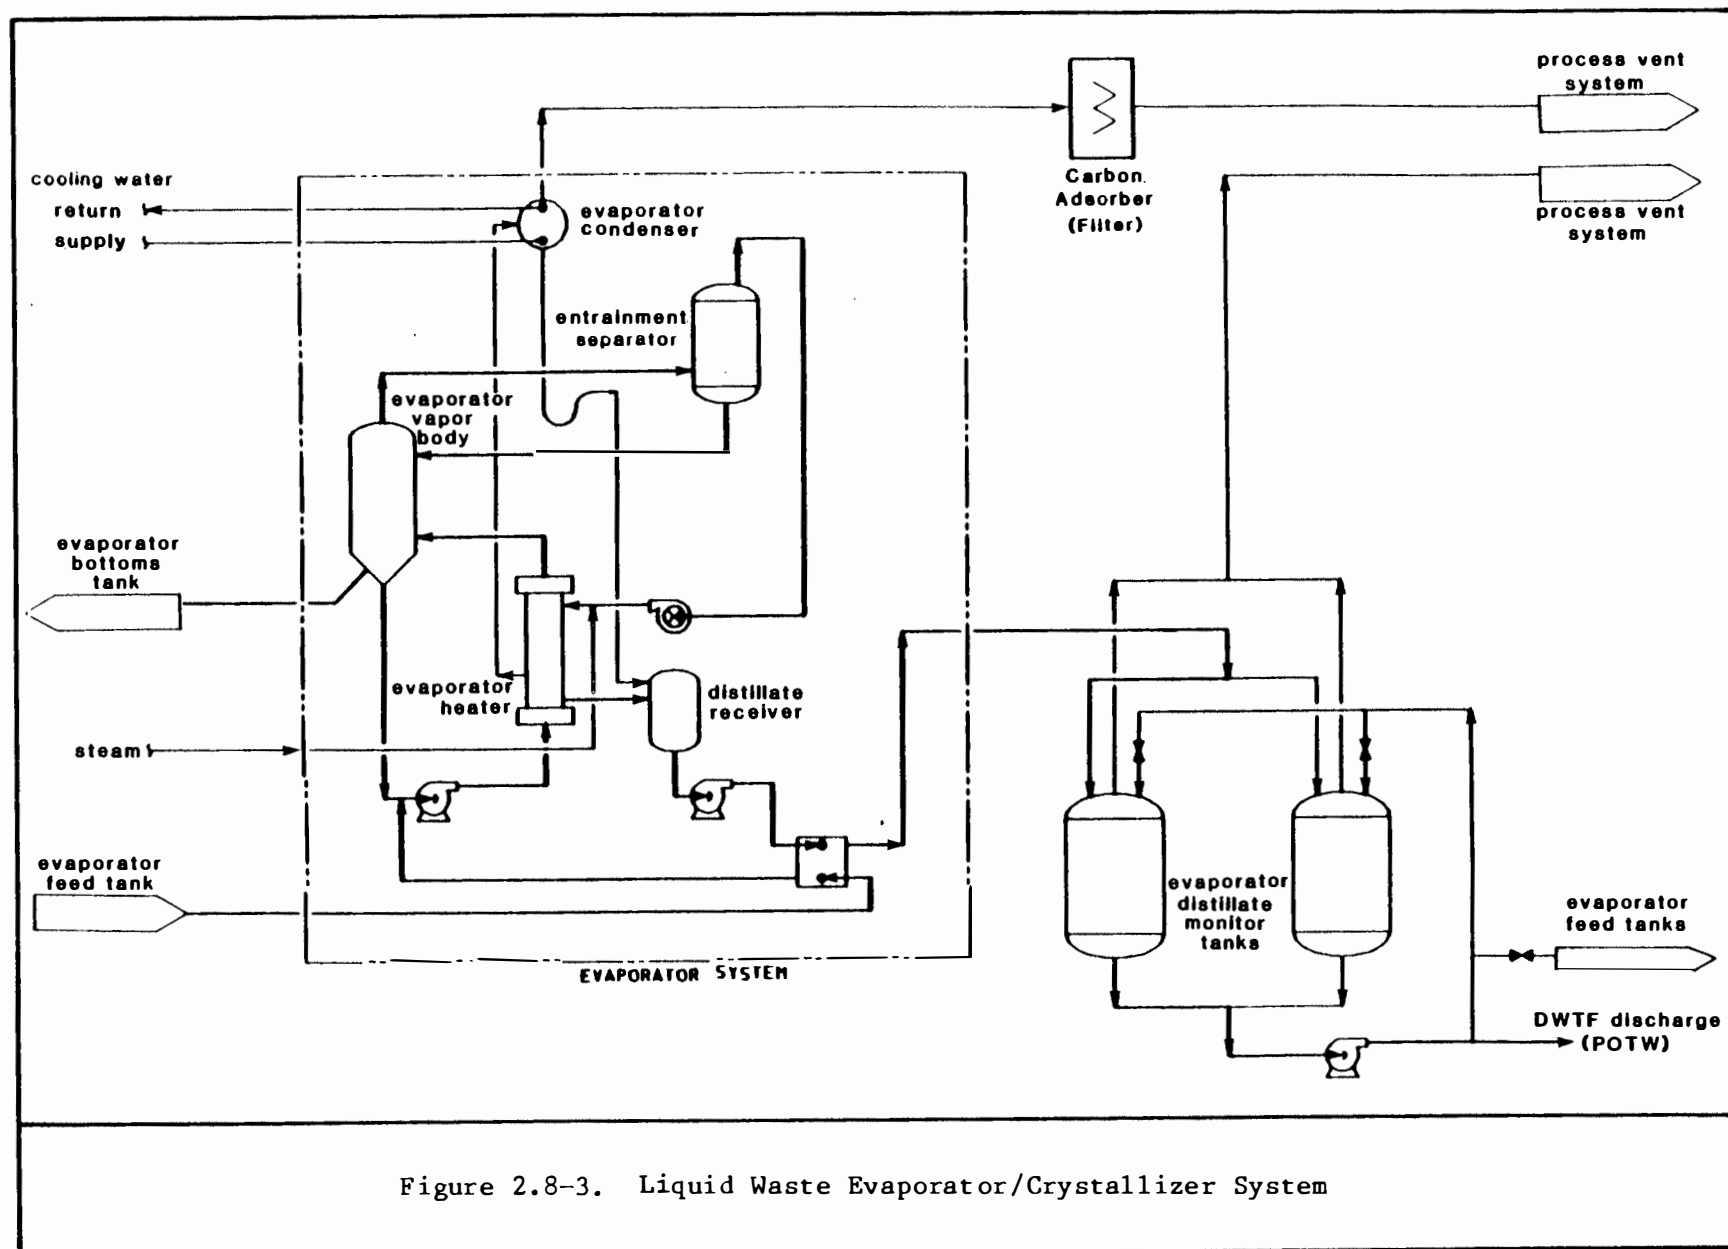 process vent
system
cooling water
return
supply
evaporator
condenser
Carbon.
Adsorber
(Filter)
process vent
system
entrainment
separator
evaporator
vapor
body
evaporator
bottoms
tank
evaporator
heater
distillate
receiver
steam
evaporator
feed tank
evaporator
distillate
monitor
tanks
evaporator
feed tanks
EVAPORATOR SYSTEM
DWTF discharge
(POTW)
Figure 2.8-3. Liquid Waste Evaporator/Crystallizer System